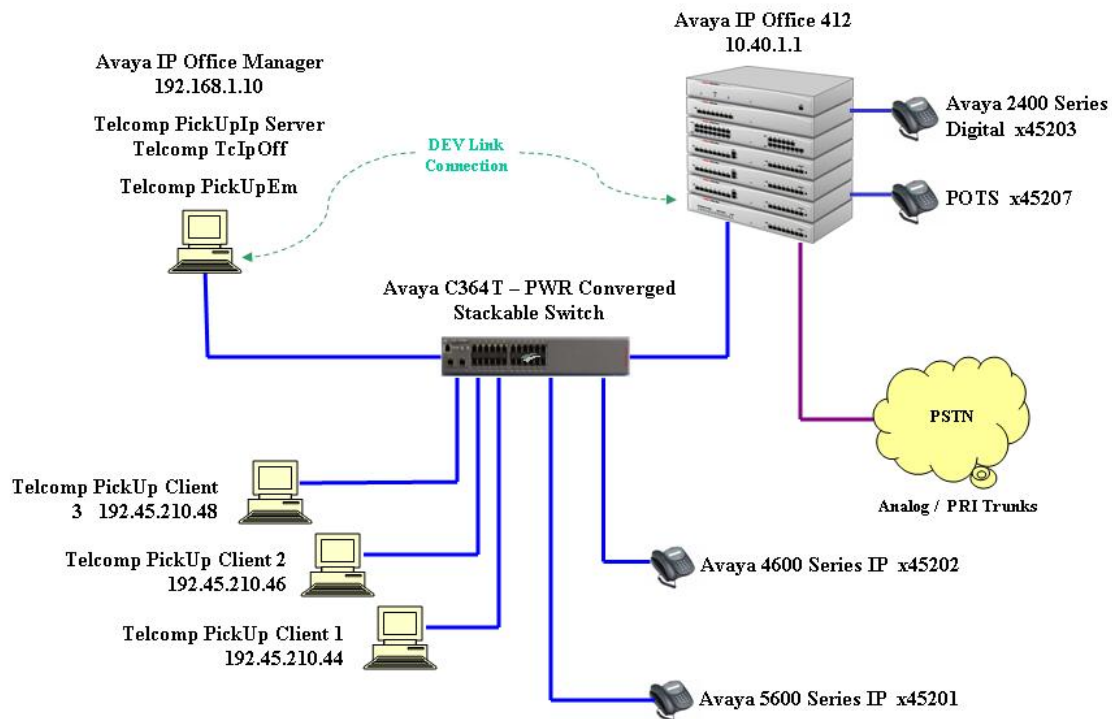 Avaya IP Office Manager
192.168.1.10
Telcomp PickUpIp Server
Telcomp TcIpOff
Telcomp PickUpEm
DEV Link
Connection
Avaya IP Office 412
10.40.1.1
Avaya 2400 Series
Digital x45203
POTS x45207
Avaya C364T – PWR Converged
Stackable Switch
PSTN
Analog / PRI Trunks
Telcomp PickUp Client
3 192.45.210.48
Telcomp PickUp Client 2
192.45.210.46
Telcomp PickUp Client 1
192.45.210.44
Avaya 4600 Series IP x45202
Avaya 5600 Series IP x45201